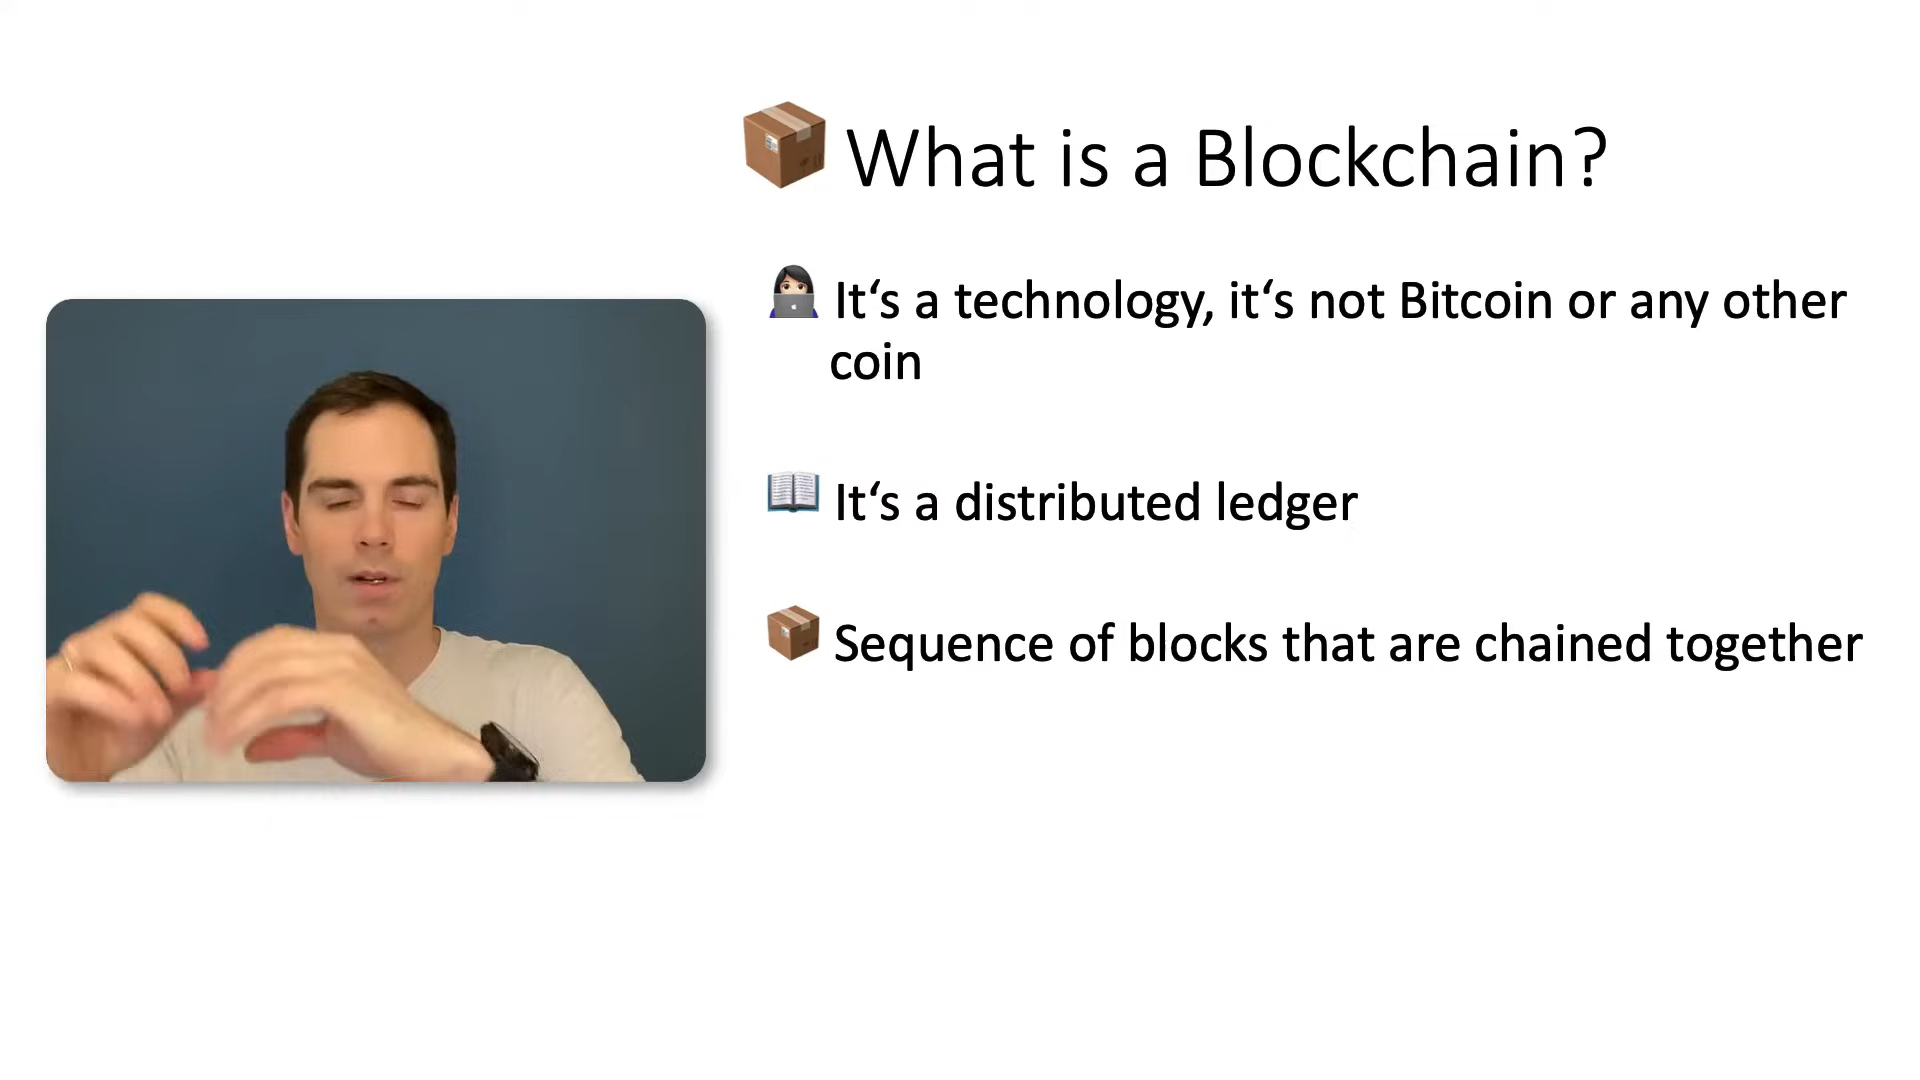 What is a Blockchain?
It‘s a technology, it‘s not Bitcoin or any other
coin
It‘s a distributed ledger
Sequence of blocks that are chained together